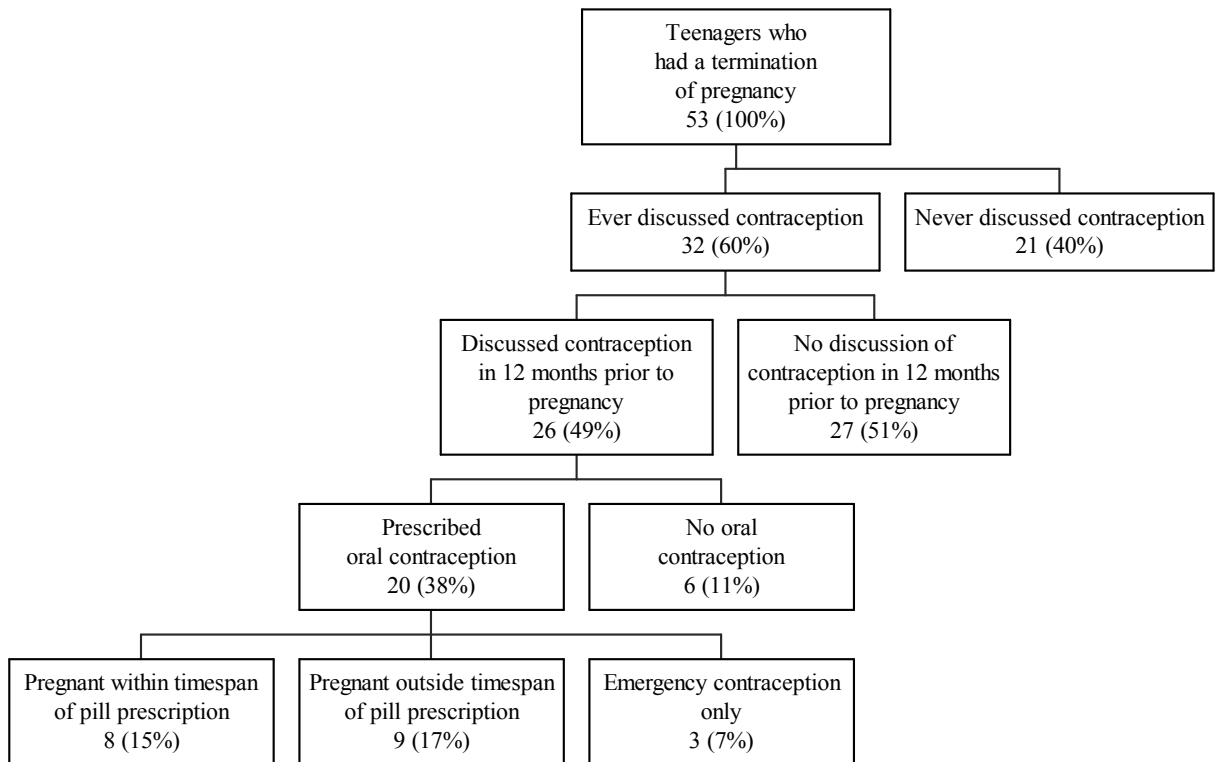 Teenagers who
had a termination
of pregnancy
53 (100%)
Ever discussed contraception
32 (60%)
Never discussed contraception
21 (40%)
Discussed contraception
in 12 months prior to
pregnancy
26 (49%)
No discussion of
contraception in 12 months
prior to pregnancy
27 (51%)
Prescribed
oral contraception
20 (38%)
No oral
contraception
6 (11%)
Pregnant within timespan
of pill prescription
8 (15%)
Pregnant outside timespan
of pill prescription
9 (17%)
Emergency contraception
only
3 (7%)